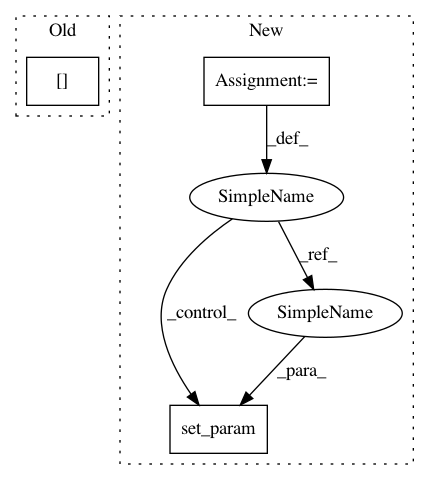 Old
New
[]
Assignment:=
_def_
SimpleName
_ref_
_control_
SimpleName
_para_
set_param